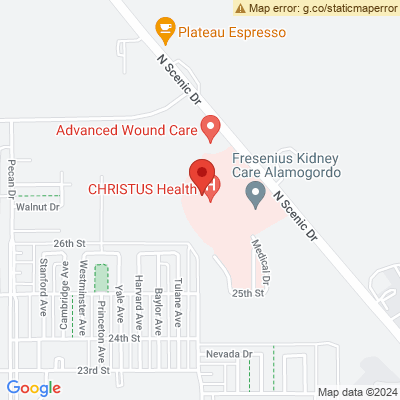 Map error: g.co/staticmaperror
Plateau Espresso
N Scenic Dr
Advanced Wound Care
Fresenius Kidney
Care Alamogordo
CHRISTUS Health
H
N Scenic Dr
Pecan Dr
Walnut Dr
26th St
Medical Dr
25th St
Stanford Ave
Cambridge Ave
Westminster Ave
Princeton Ave
Yale Ave
Harvard Ave
Baylor Ave
Tulane Ave
24th St
Nevada Dr
23rd St
Google
Map data ©2024